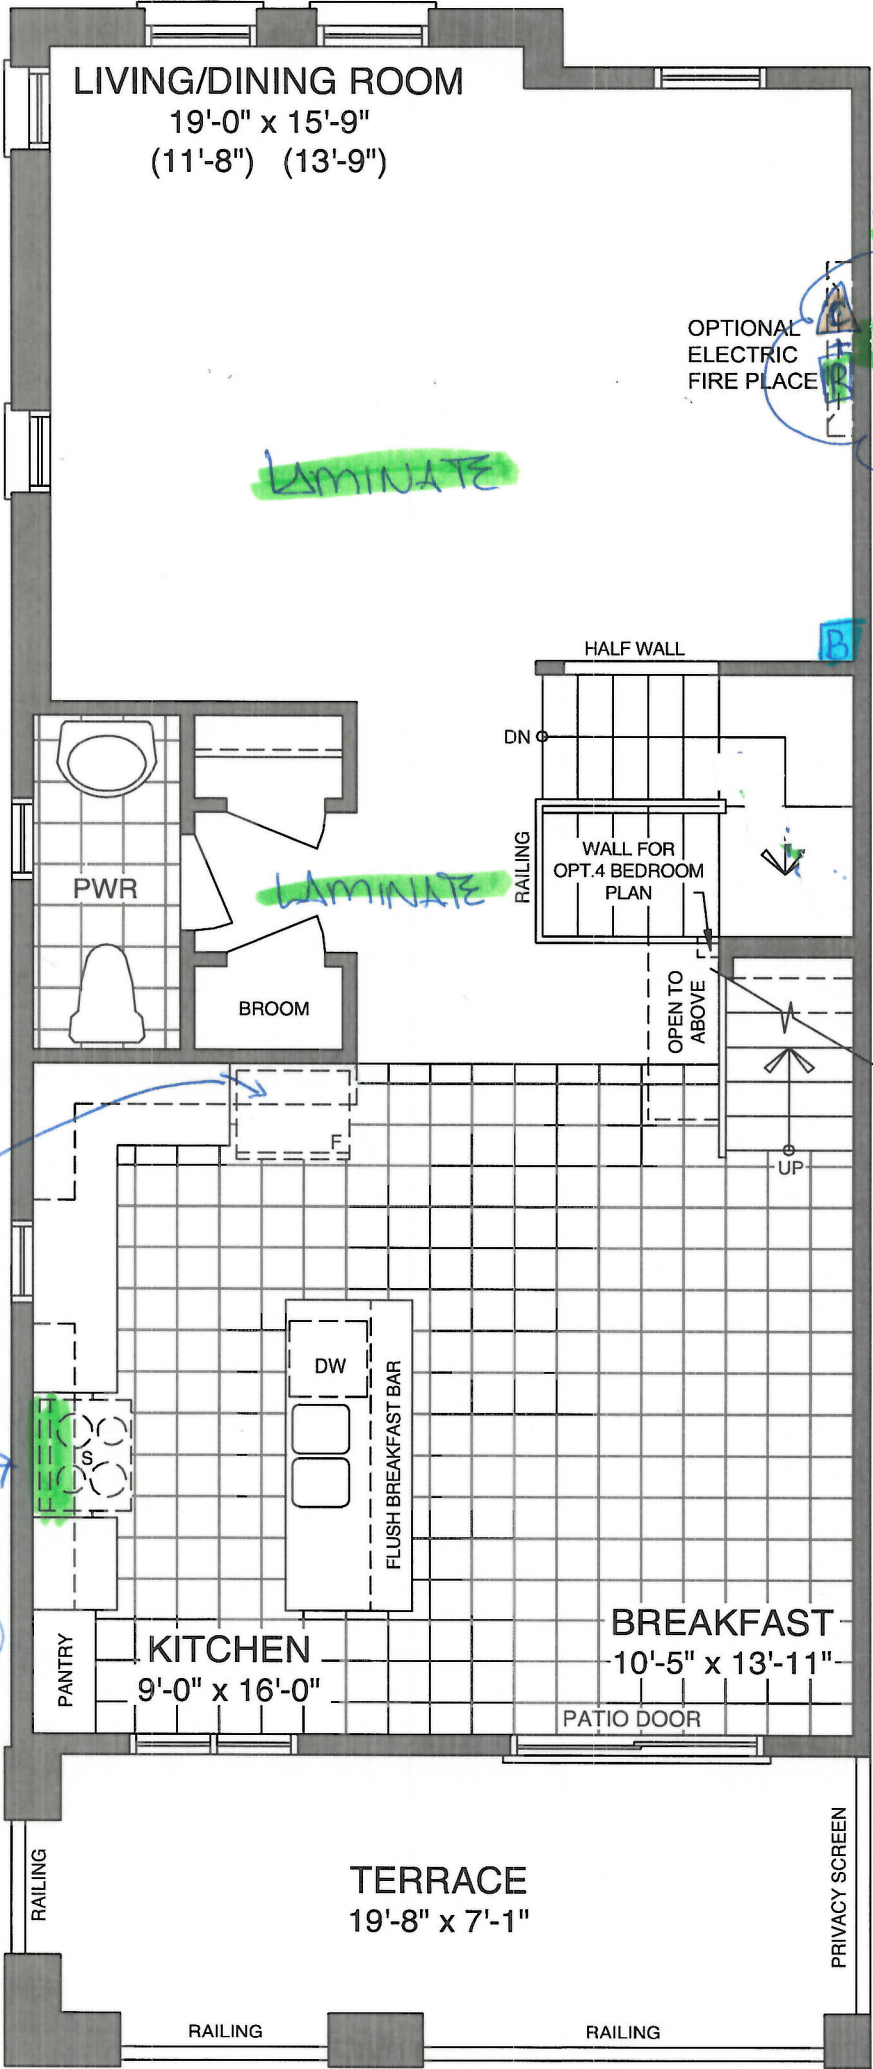 LIVING/DINING ROOM
19'-0" x 15'-9"
(11'-8") (13'-9")
OPTIONAL
ELECTRIC
FIRE PLACE
C
+
R
LAMINATE
B
HALF WALL
DN
RAILING
WALL FOR
OPT.4 BEDROOM
PLAN
PWR
LAMINATE
BROOM
OPEN TO
ABOVE
F
UP
DW
FLUSH BREAKFAST BAR
S
PANTRY
KITCHEN
9'-0" x 16'-0"
BREAKFAST
10'-5" x 13'-11"
PATIO DOOR
RAILING
TERRACE
19'-8" x 7'-1"
PRIVACY SCREEN
RAILING
RAILING